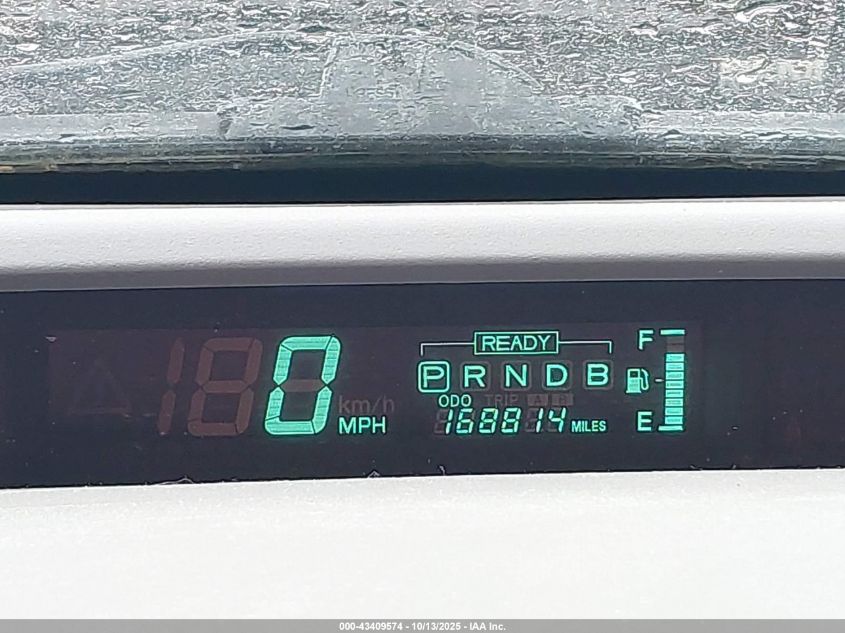 READY
F
P R N D B
0 km/h
MPH
ODO TRIP A B
168814 MILES
E
000-43409574 - 10/13/2025 - IAA Inc.